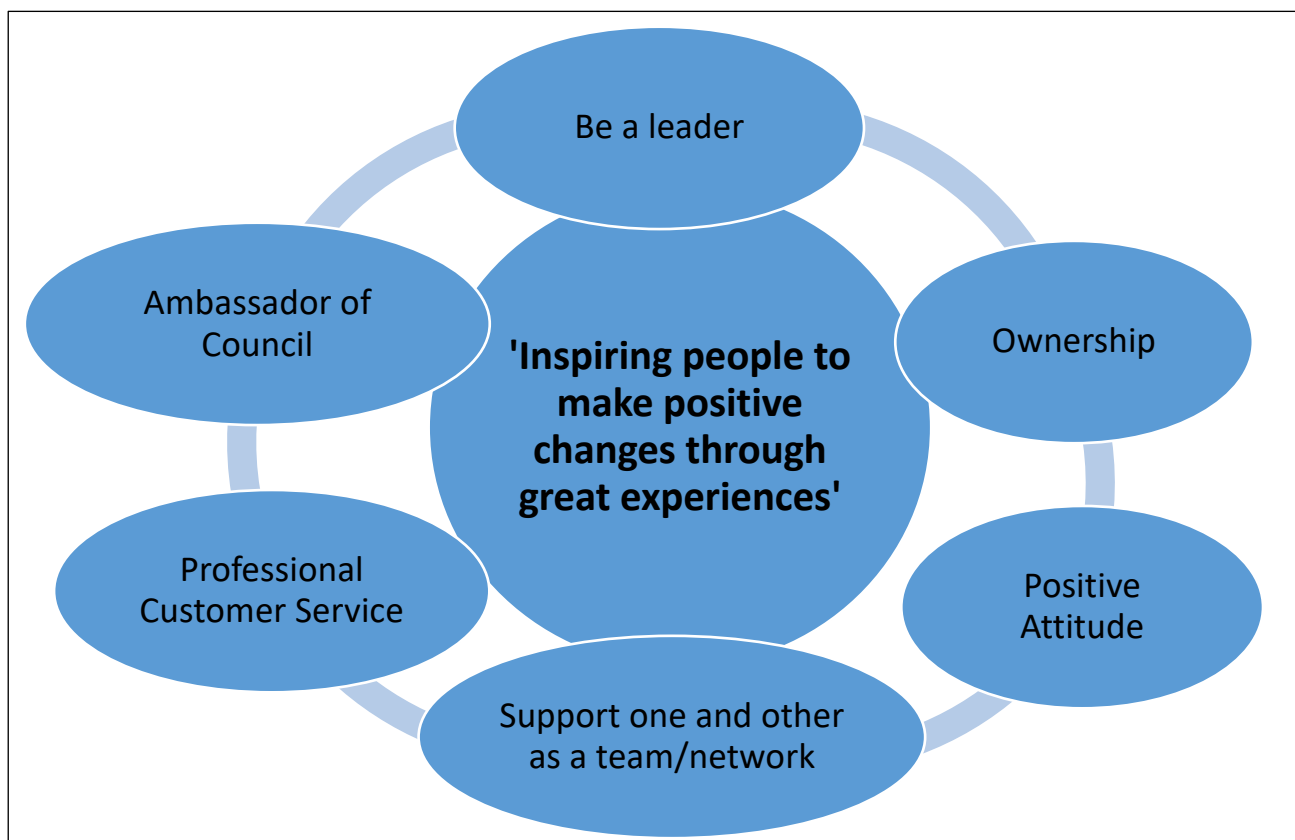 Be a leader
Ambassador of
Council
Ownership
'Inspiring people to
make positive
changes through
great experiences'
Professional
Customer Service
Positive
Attitude
Support one and other
as a team/network